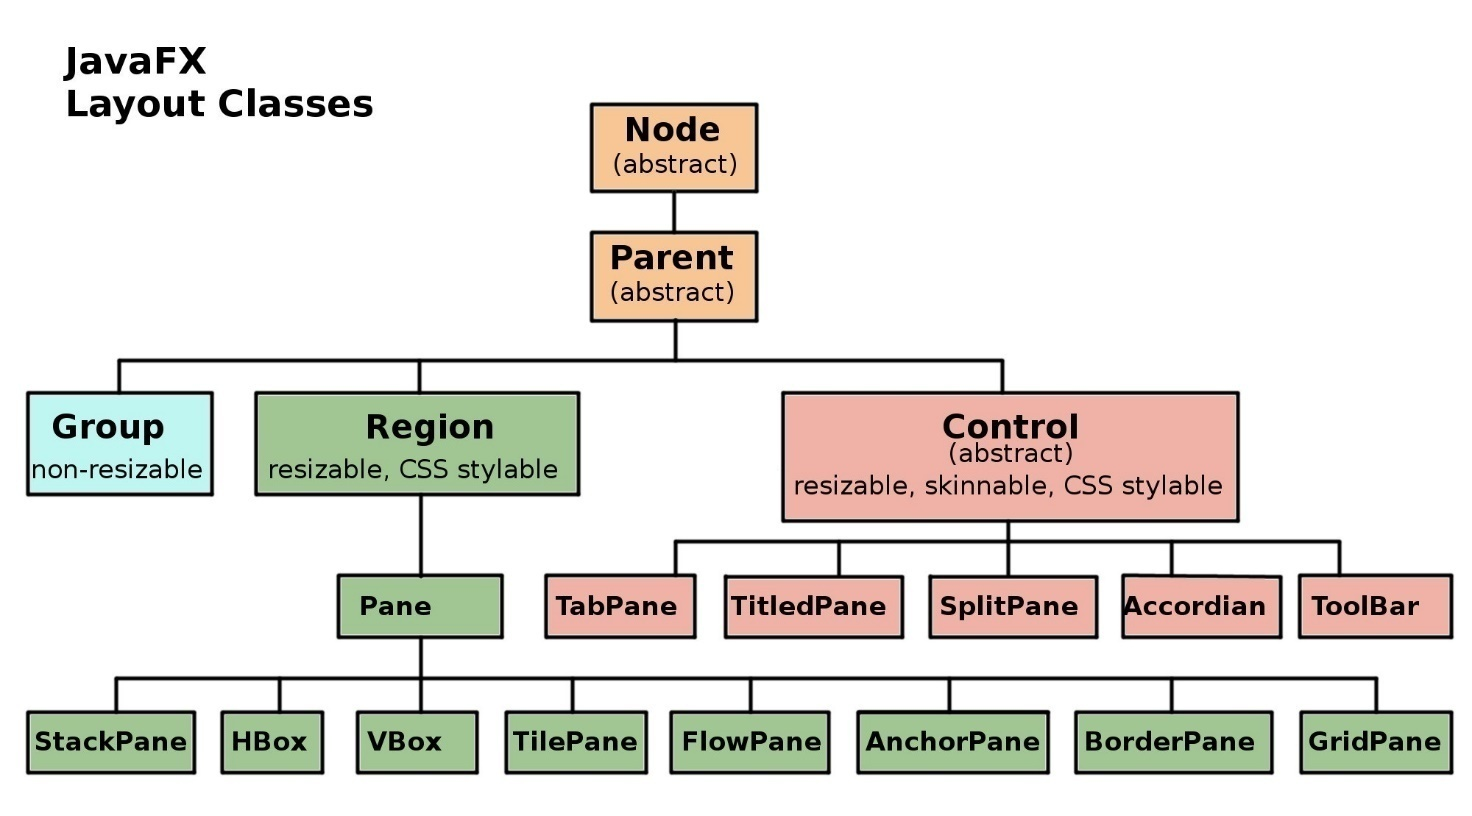 JavaFX
Layout Classes
Node
(abstract)
Parent
(abstract)
Group
non-resizable
Region
resizable, CSS stylable
Control
(abstract)
resizable, skinnable, CSS stylable
Pane
TabPane
TitledPane
SplitPane
Accordian
ToolBar
StackPane
HBox
VBox
TilePane
FlowPane
AnchorPane
BorderPane
GridPane